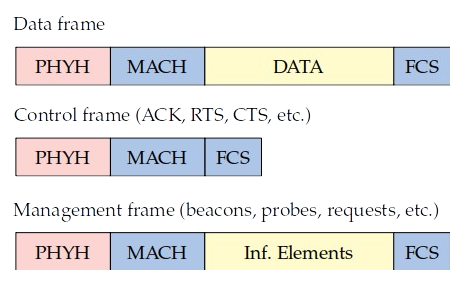 Data frame
PHYH MACH DATA FCS
Control frame (ACK, RTS, CTS, etc.)
PHYH MACH FCS
Management frame (beacons, probes, requests, etc.)
PHYH MACH Inf. Elements FCS